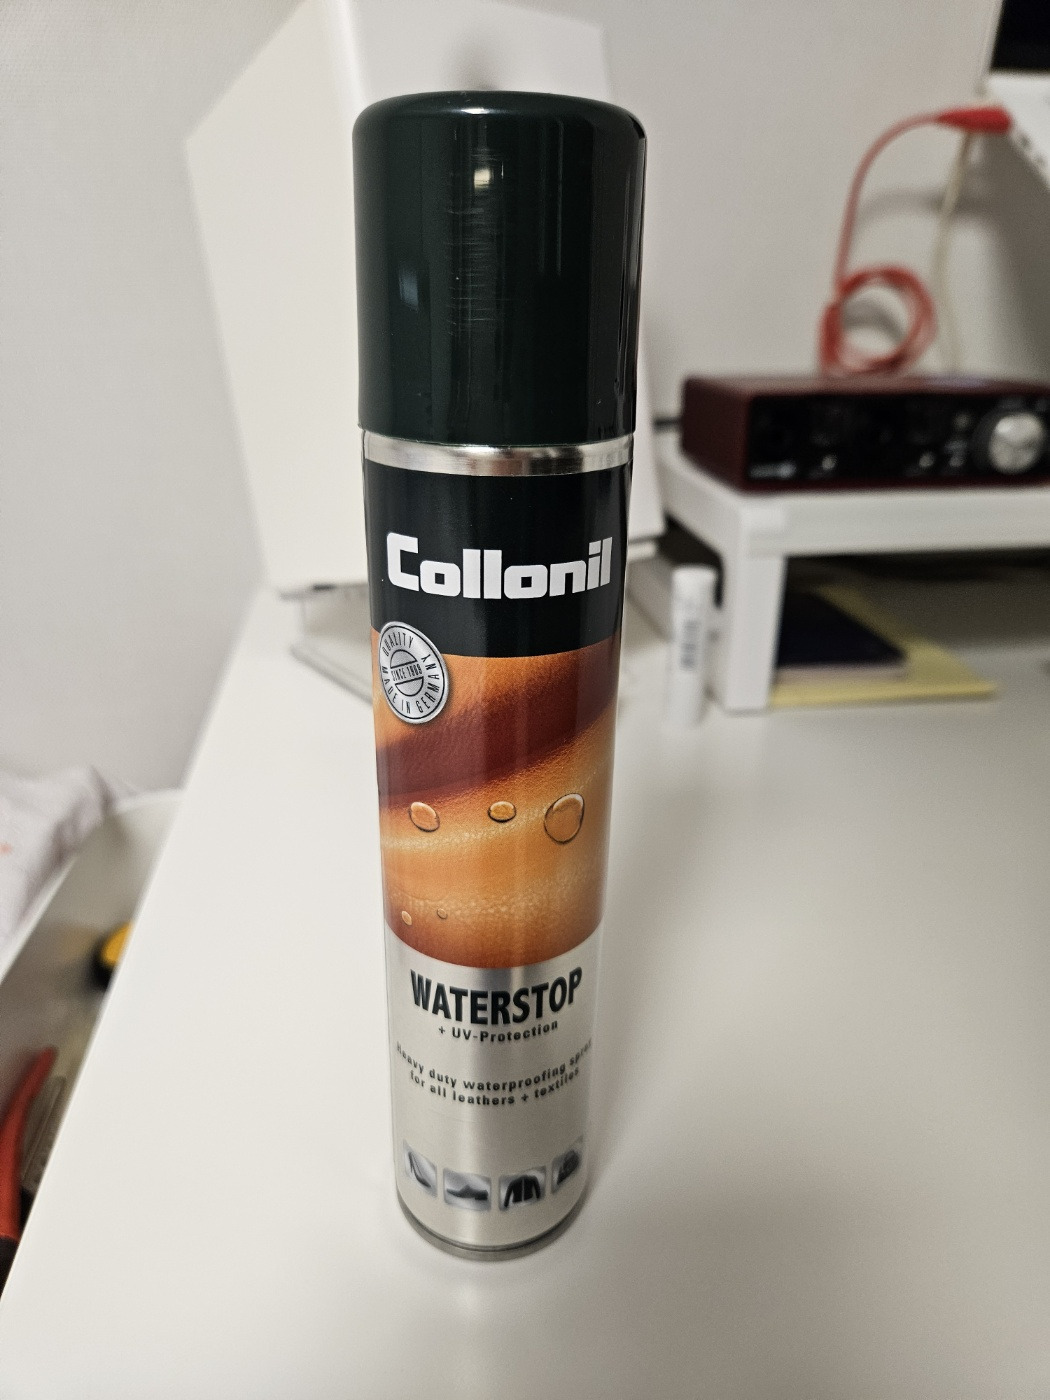 Collonil
QUALITY
SINCE 1909
MADE IN GERMANY
WATERSTOP
+ UV-Protection
Heavy duty waterproofing spray
for all leathers + textiles